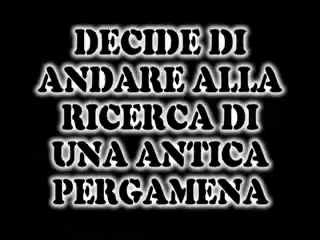 DECIDE DI
ANDARE ALLA
RICERCA DI
UNA ANTICA
PERGAMENA